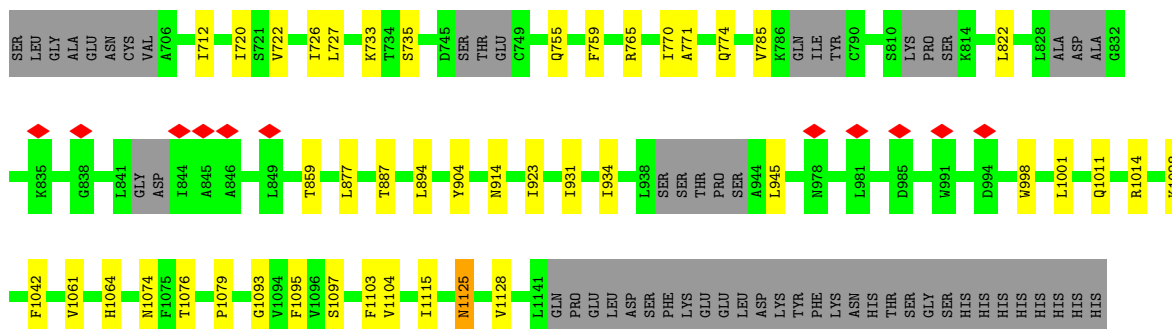 SER LEU GLY ALA GLU ASN CYS VAL A706 I712 I720 S721 V722 I726 L727 K733 T734 S735 D745 SER THR GLU C749 Q755 F759 R765 I770 A771 Q774 V785 K786 GLN ILE TYR C790 S810 LYS PRO SER K814 L822 L828 ALA ASP ALA G832
K835 G838 L841 GLY ASP I844 A845 A846 L849 T859 L877 T887 L894 Y904 N914 I923 I931 I934 L938 SER SER THR PRO SER A944 L945 N978 L981 D985 W991 D994 W998 L1001 Q1011 R1014
F1042 V1061 H1064 N1074 F1075 T1076 P1079 G1093 V1094 F1095 V1096 S1097 F1103 V1104 I1115 N1125 V1128 L1141 GLN PRO GLU LEU ASP SER PHE LYS GLU GLU LEU ASP LYS TYR PHE LYS ASN HIS THR SER GLY SER HIS HIS HIS HIS HIS HIS HIS HIS